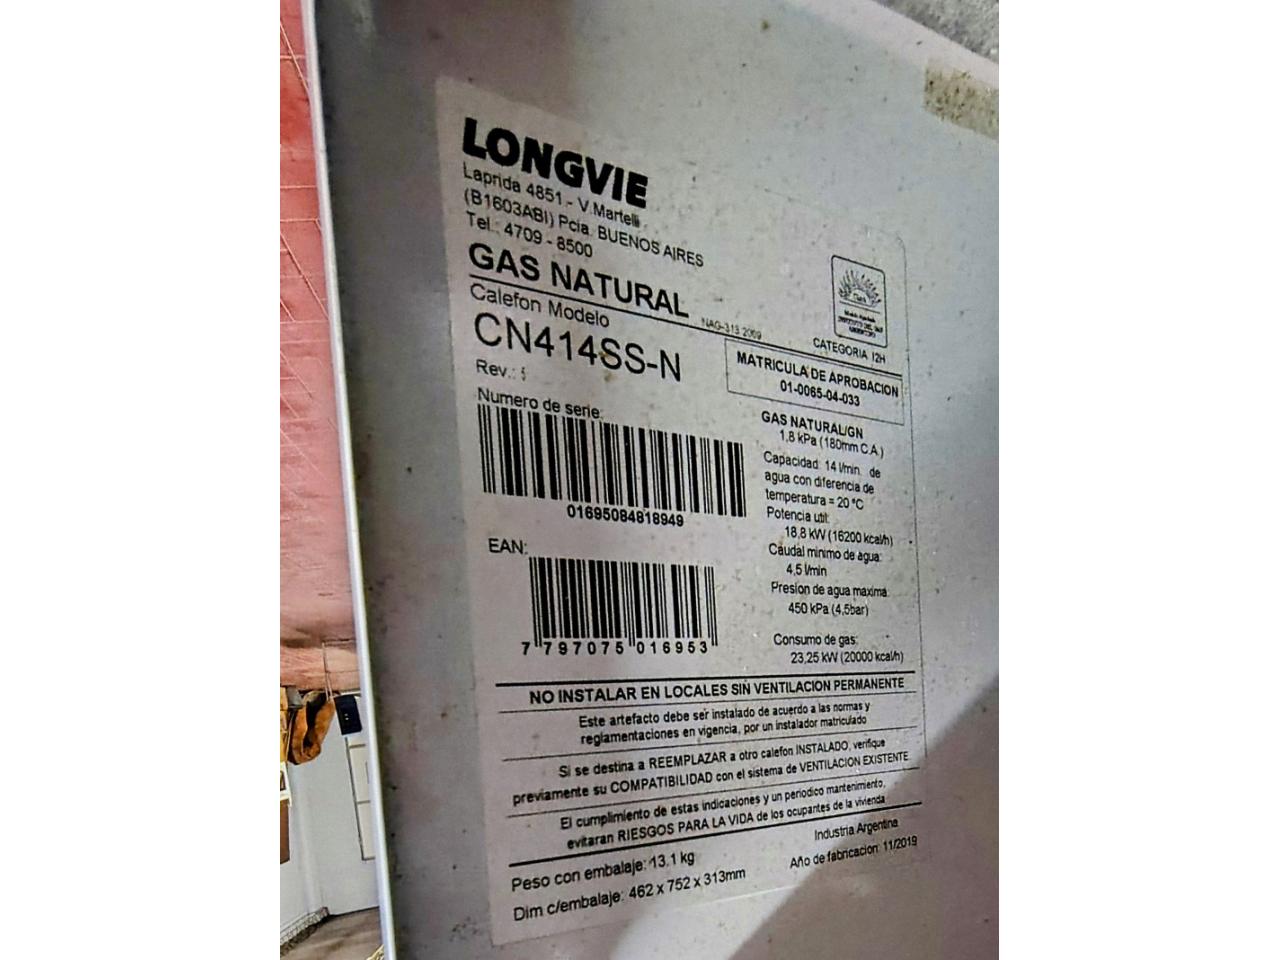 LONGVIE
Laprida 4851 - V.Martelli
(B1603ABI) Pcia. BUENOS AIRES
Tel.: 4709 - 8500
GAS NATURAL
NAG-313 2009
Calefon Modelo
CN414SS-N
Rev.:
CATEGORIA I2H
MATRICULA DE APROBACION
01-0065-04-033
Numero de serie:
01695084818949
EAN:
7 797075 016953
GAS NATURAL/GN
1,8 kPa (180mm C.A.)
Capacidad: 14 l/min. de
agua con diferencia de
temperatura = 20 °C
Potencia util:
18,8 kW (16200 kcal/h)
Caudal minimo de agua:
4,5 l/min
Presion de agua maxima:
450 kPa (4,5bar)
Consumo de gas:
23,25 kW (20000 kcal/h)
NO INSTALAR EN LOCALES SIN VENTILACION PERMANENTE
Este artefacto debe ser instalado de acuerdo a las normas y
reglamentaciones en vigencia, por un instalador matriculado
Si se destina a REEMPLAZAR a otro calefon INSTALADO, verifique
previamente su COMPATIBILIDAD con el sistema de VENTILACION EXISTENTE
El cumplimiento de estas indicaciones y un periodico mantenimiento,
evitaran RIESGOS PARA LA VIDA de los ocupantes de la vivienda
Peso con embalaje: 13.1 kg
Industria Argentina
Dim c/embalaje: 462 x 752 x 313mm
Año de fabricacion: 11/2019